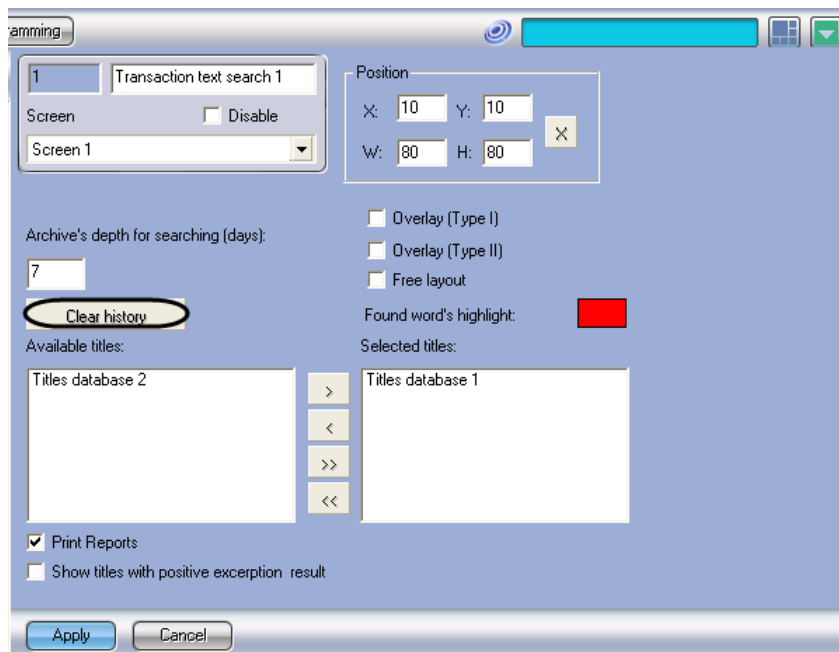 amming
1 Transaction text search 1
Screen Disable
Screen 1
Position
X: 10 Y: 10
W: 80 H: 80
X
Archive's depth for searching (days):
7
Clear history
Overlay (Type I)
Overlay (Type II)
Free layout
Found word's highlight:
Available titles:
Titles database 2
>
<
>>
<<
Selected titles:
Titles database 1
Print Reports
Show titles with positive excerption result
Apply Cancel